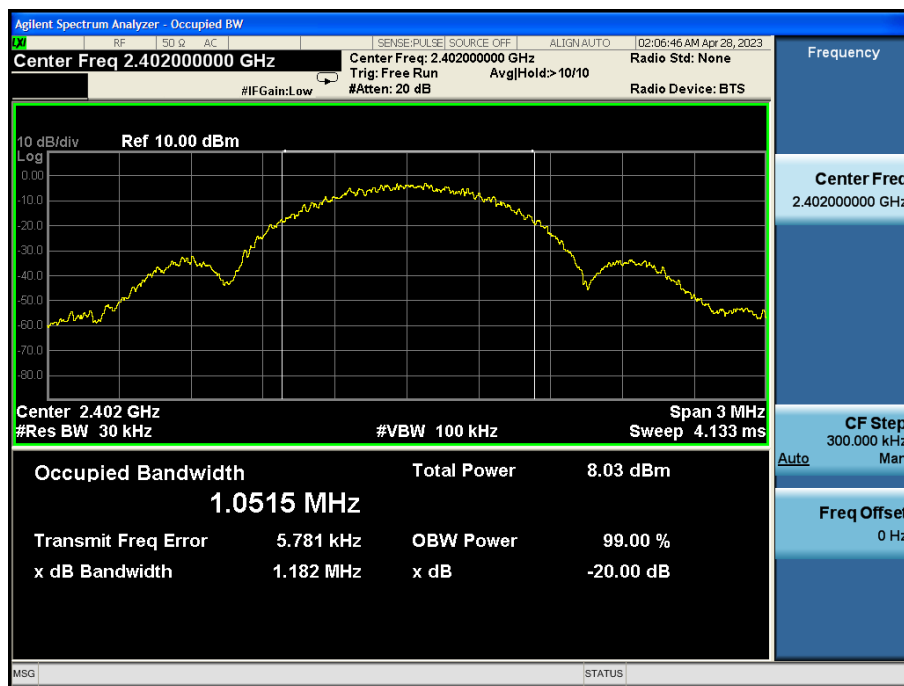 Agilent Spectrum Analyzer - Occupied BW
LXI RF 50 Ω AC SENSE:PULSE SOURCE OFF ALIGN AUTO 02:06:46 AM Apr 28, 2023
Center Freq 2.402000000 GHz
Center Freq: 2.402000000 GHz
Radio Std: None
Trig: Free Run Avg|Hold:> 10/10
#IFGain:Low
#Atten: 20 dB
Radio Device: BTS
Frequency
10 dB/div Ref 10.00 dBm
Log
0.00
-10.0
-20.0
-30.0
-40.0
-50.0
-60.0
-70.0
-80.0
Center 2.402 GHz Span 3 MHz
#Res BW 30 kHz #VBW 100 kHz Sweep 4.133 ms
Occupied Bandwidth Total Power 8.03 dBm
1.0515 MHz
Transmit Freq Error 5.781 kHz OBW Power 99.00 %
x dB Bandwidth 1.182 MHz x dB -20.00 dB
Center Freq
2.402000000 GHz
CF Step
300.000 kHz
Auto Man
Freq Offset
0 Hz
MSG STATUS